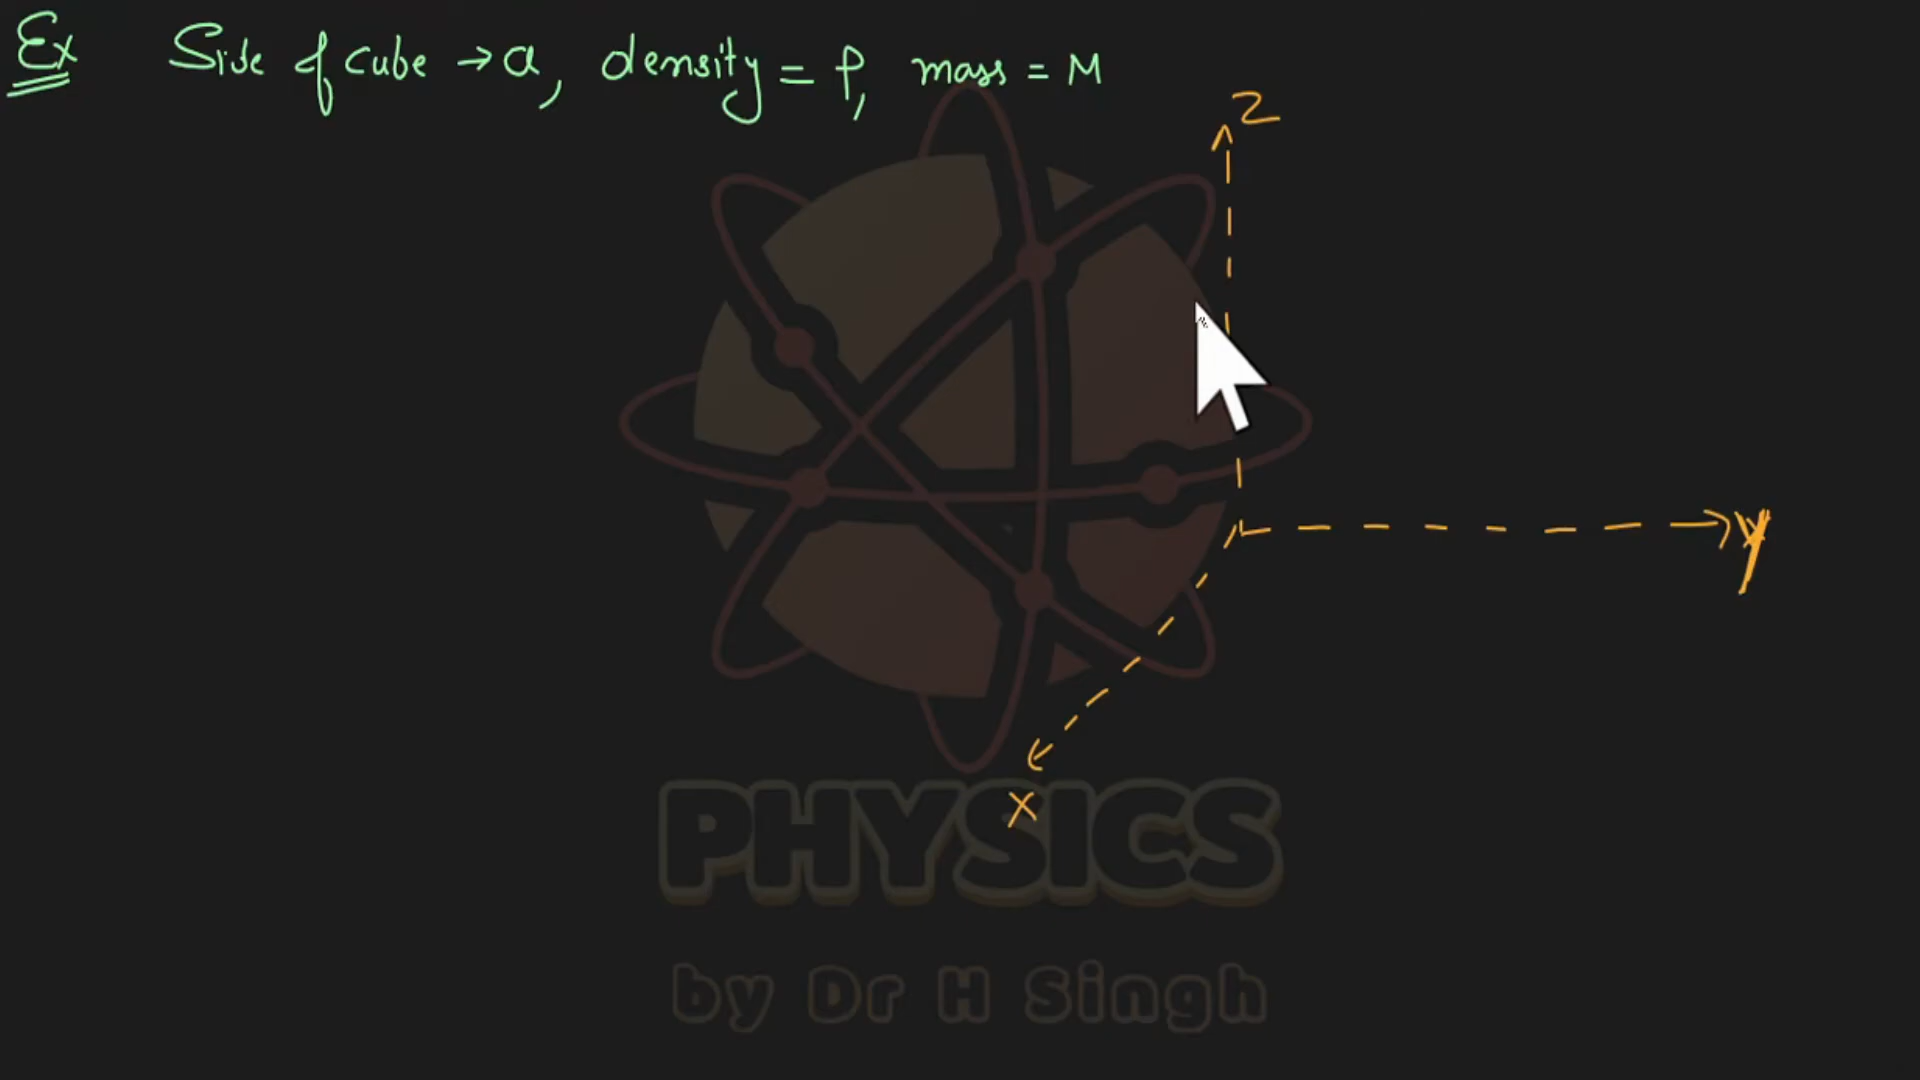 Ex Side of cube → a, density = ρ, mass = M
z
y
x
PHYSICS
by Dr H Singh